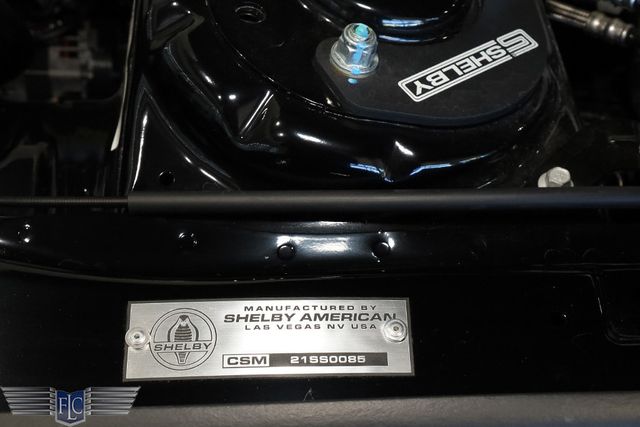 SHELBY
MANUFACTURED BY
SHELBY AMERICAN
LAS VEGAS NV USA
SHELBY
CSM 21SS0085
FLC